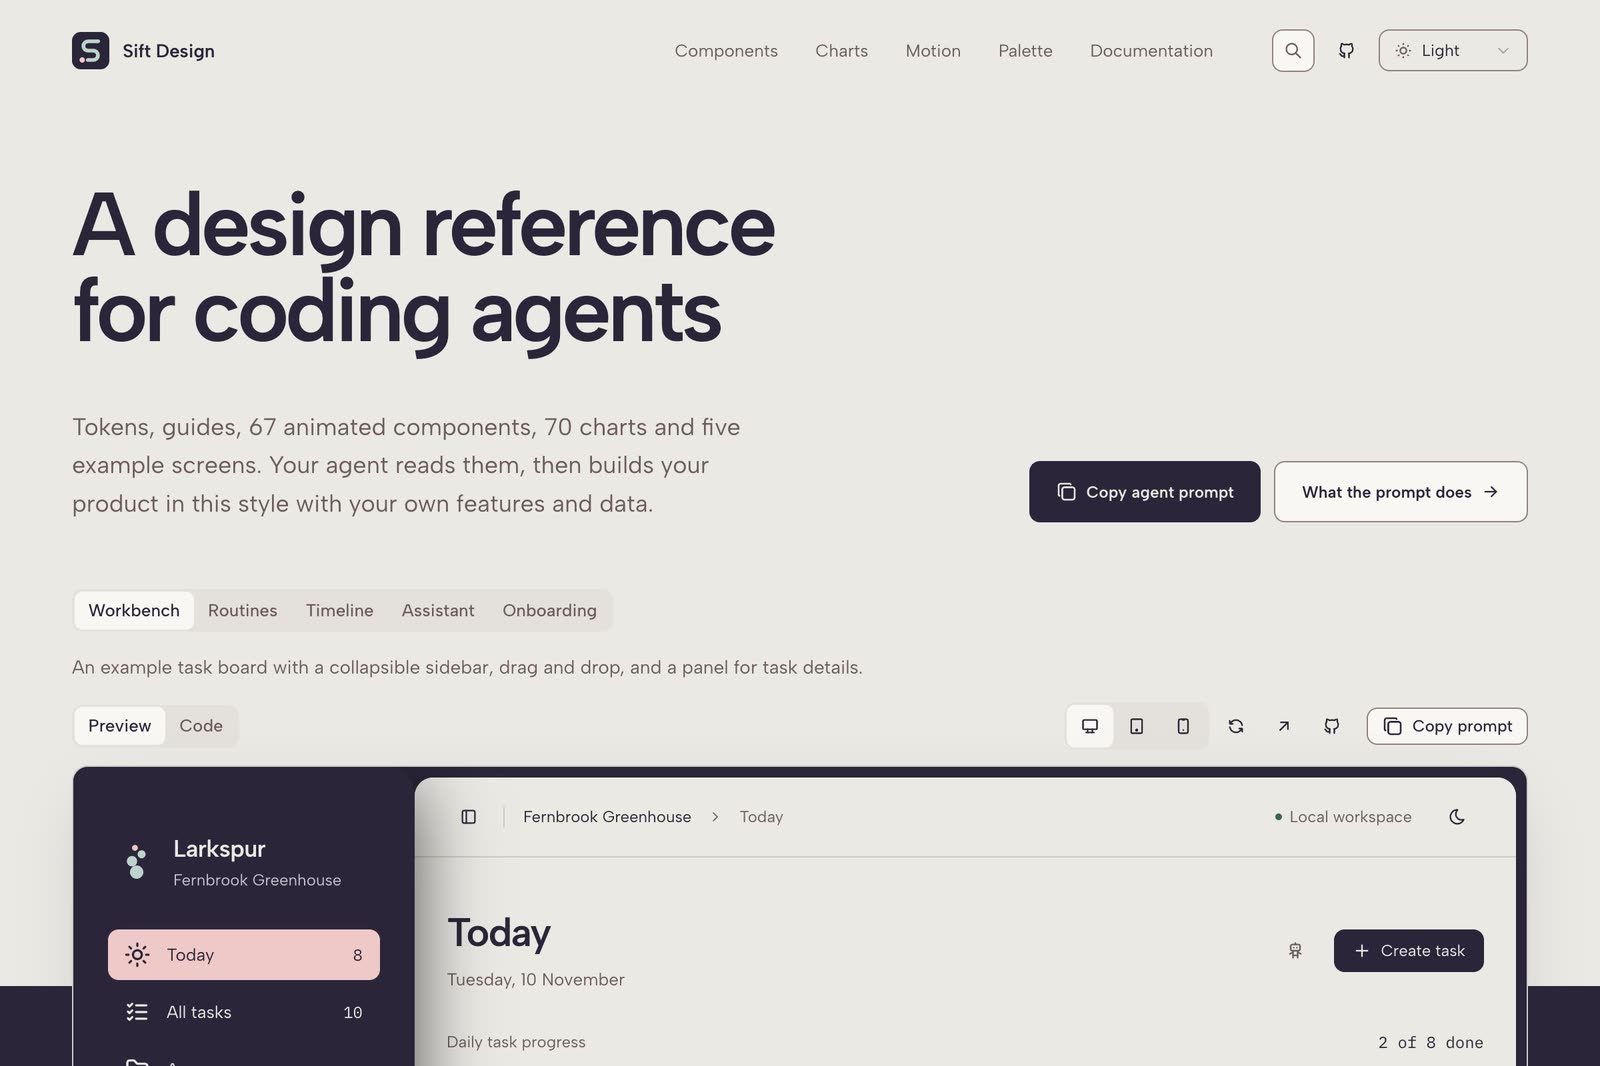 Sift Design
Components
Charts
Motion
Palette
Documentation
Light
A design reference
for coding agents
Tokens, guides, 67 animated components, 70 charts and five
example screens. Your agent reads them, then builds your
product in this style with your own features and data.
Copy agent prompt
What the prompt does
Workbench
Routines
Timeline
Assistant
Onboarding
An example task board with a collapsible sidebar, drag and drop, and a panel for task details.
Preview
Code
Copy prompt
Larkspur
Fernbrook Greenhouse
Today 8
All tasks 10
Fernbrook Greenhouse
Today
Local workspace
Today
Tuesday, 10 November
Create task
Daily task progress
2 of 8 done